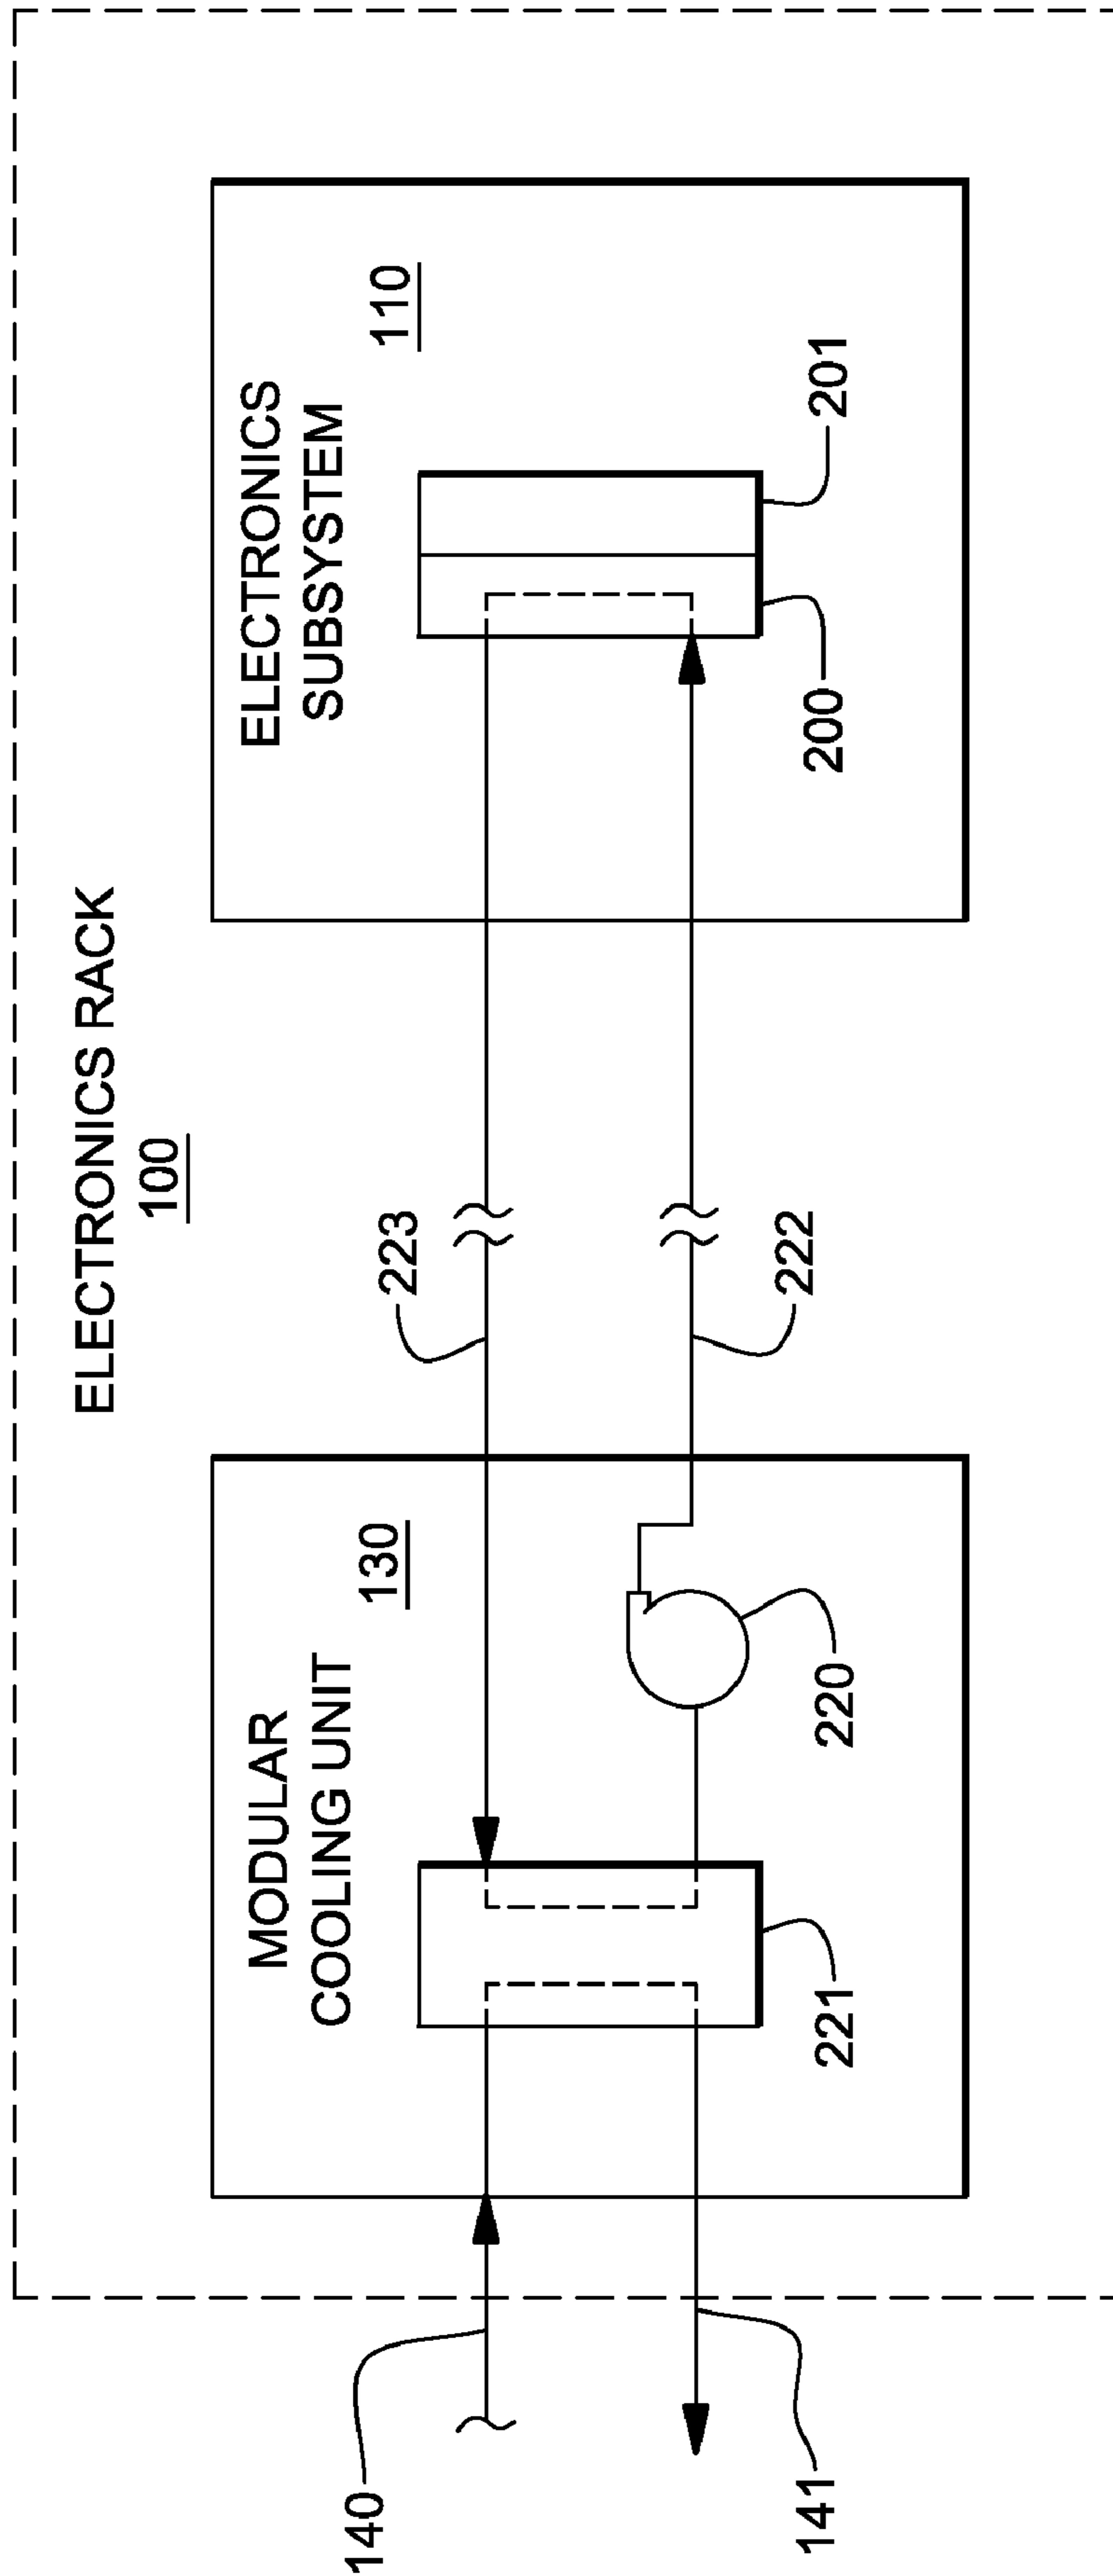 ELECTRONICS RACK
100
MODULAR
COOLING UNIT
130
ELECTRONICS
SUBSYSTEM
110
140
223
141
221
220
222
200
201